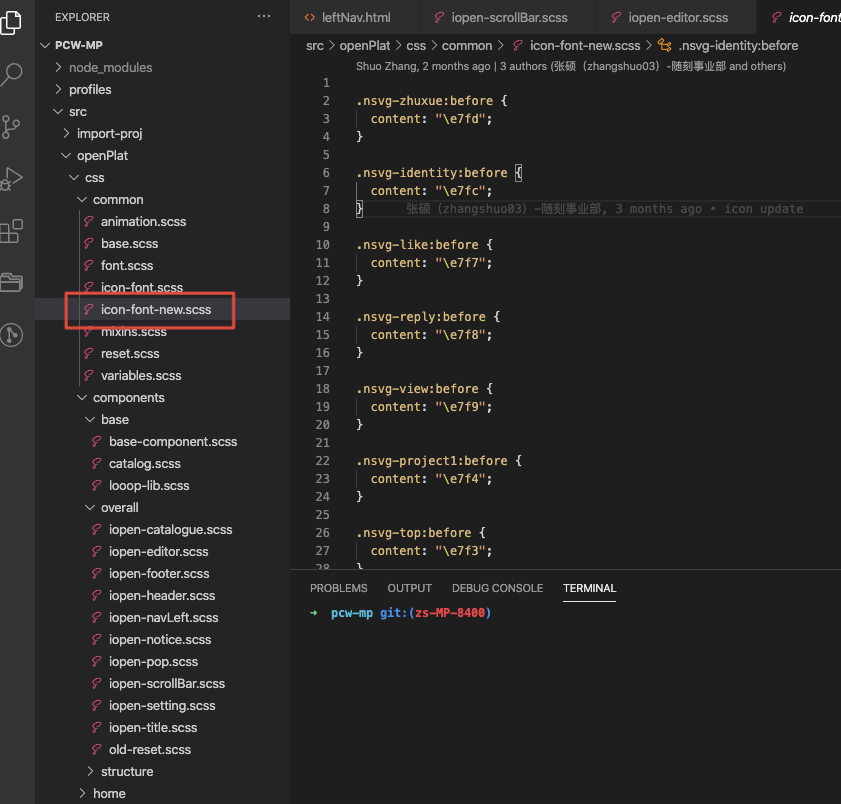 EXPLORER
PCW-MP
node_modules
profiles
src
import-proj
openPlat
css
common
animation.scss
base.scss
font.scss
icon-font.scss
icon-font-new.scss
mixins.scss
reset.scss
variables.scss
components
base
base-component.scss
catalog.scss
looop-lib.scss
overall
iopen-catalogue.scss
iopen-editor.scss
iopen-footer.scss
iopen-header.scss
iopen-navLeft.scss
iopen-notice.scss
iopen-pop.scss
iopen-scrollBar.scss
iopen-setting.scss
iopen-title.scss
old-reset.scss
structure
home
leftNav.html iopen-scrollBar.scss iopen-editor.scss icon-font
src > openPlat > css > common > icon-font-new.scss > .nsvg-identity:before
Shuo Zhang, 2 months ago | 3 authors (张硕（zhangshuo03）-随刻事业部 and others)
1
2 .nsvg-zhuxue:before {
3 content: "\e7fd";
4 }
5
6 .nsvg-identity:before {
7 content: "\e7fc";
8 } 张硕（zhangshuo03）-随刻事业部, 3 months ago • icon update
9
10 .nsvg-like:before {
11 content: "\e7f7";
12 }
13
14 .nsvg-reply:before {
15 content: "\e7f8";
16 }
17
18 .nsvg-view:before {
19 content: "\e7f9";
20 }
21
22 .nsvg-project1:before {
23 content: "\e7f4";
24 }
25
26 .nsvg-top:before {
27 content: "\e7f3";
28 }
PROBLEMS OUTPUT DEBUG CONSOLE TERMINAL
→ pcw-mp git:(zs-MP-8400)